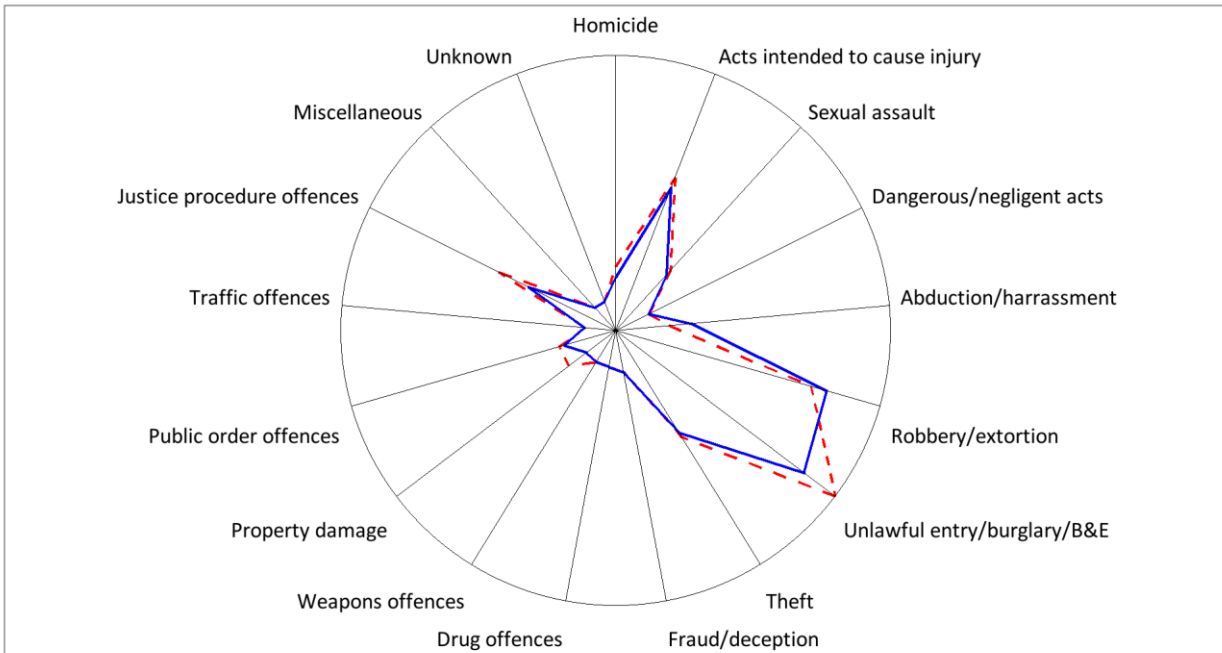 Homicide
Unknown
Acts intended to cause injury
Miscellaneous
Sexual assault
Justice procedure offences
Dangerous/negligent acts
Traffic offences
Abduction/harrassment
Public order offences
Robbery/extortion
Property damage
Unlawful entry/burglary/B&E
Weapons offences
Theft
Drug offences
Fraud/deception